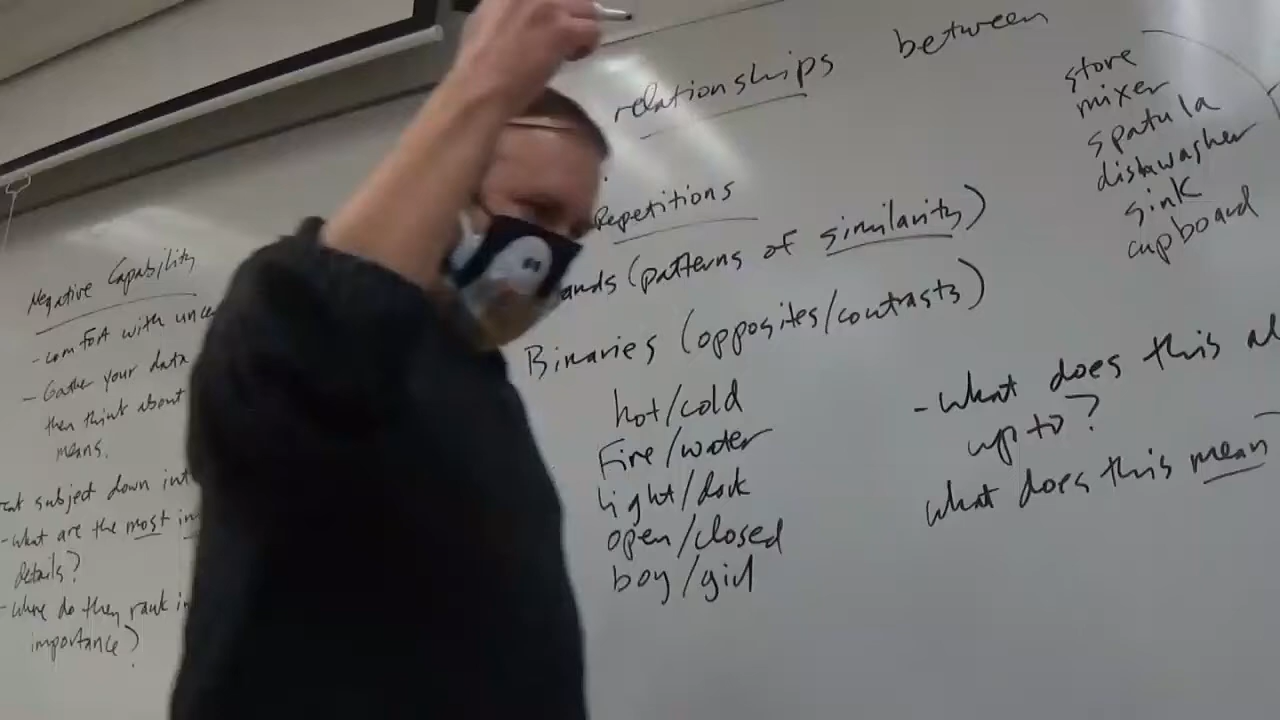 Negative Capability
- comfort with unce
- Gather your data
then think about
means.
subject down int
- what are the most im
details?
- where do they rank in
importance?
relationships between
Repetitions
ands (patterns of similarity)
Binaries (opposites/contrasts)
hot/cold
Fire/water
light/dark
open/closed
boy/girl
store
mixer
spatula
dishwasher
sink
cupboard
- what does this al
up to?
what does this mean